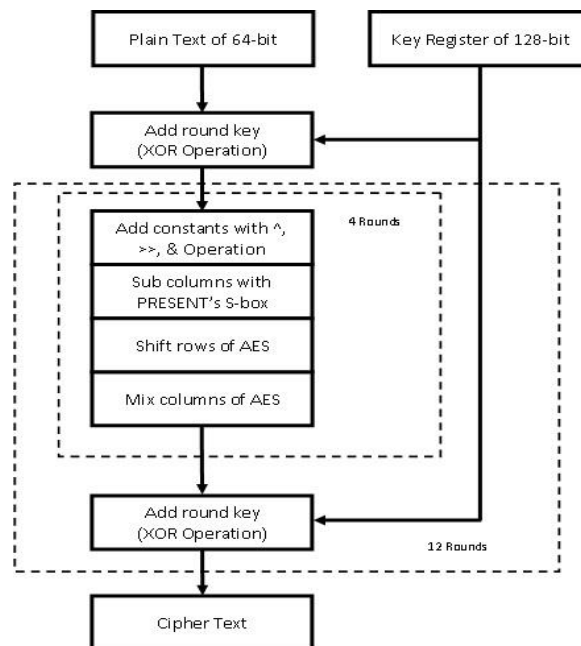 Plain Text of 64-bit
Key Register of 128-bit
Add round key
(XOR Operation)
4 Rounds
Add constants with ^,
>>, & Operation
Sub columns with
PRESENT's S-box
Shift rows of AES
Mix columns of AES
Add round key
(XOR Operation)
12 Rounds
Cipher Text